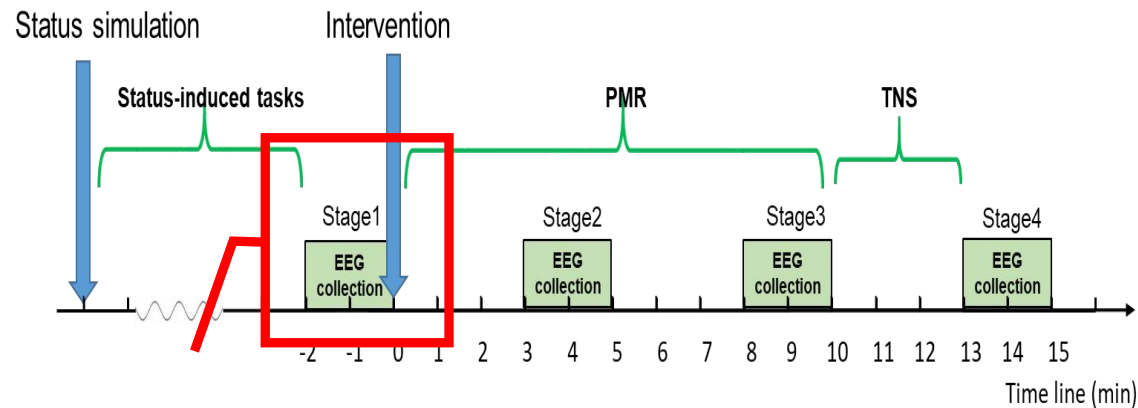 Status simulation
Intervention
Status-induced tasks
PMR
TNS
Stage1
Stage2
Stage3
Stage4
EEG
collection
EEG
collection
EEG
collection
EEG
collection
-2 -1 0 1 2 3 4 5 6 7 8 9 10 11 12 13 14 15
Time line (min)